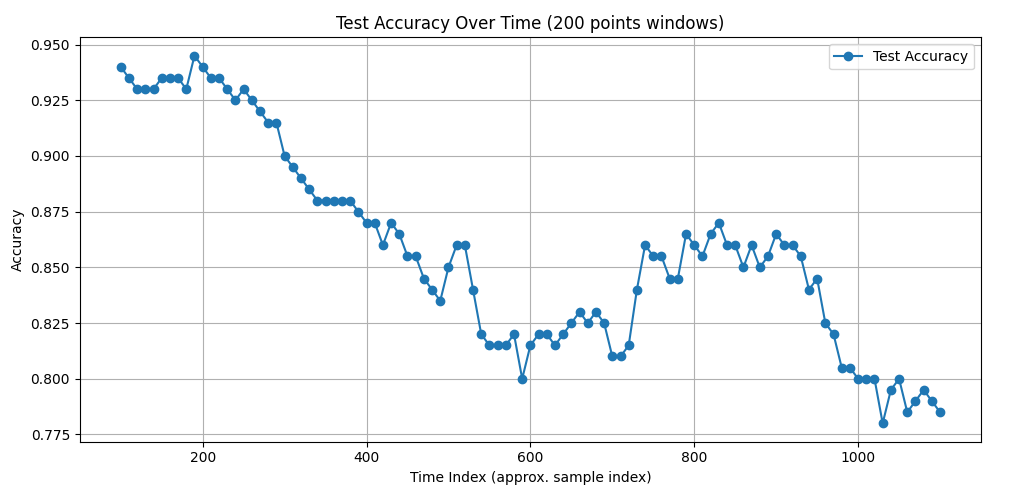 Test Accuracy Over Time (200 points windows)
Test Accuracy
Accuracy
0.950
0.925
0.900
0.875
0.850
0.825
0.800
0.775
200 400 600 800 1000
Time Index (approx. sample index)